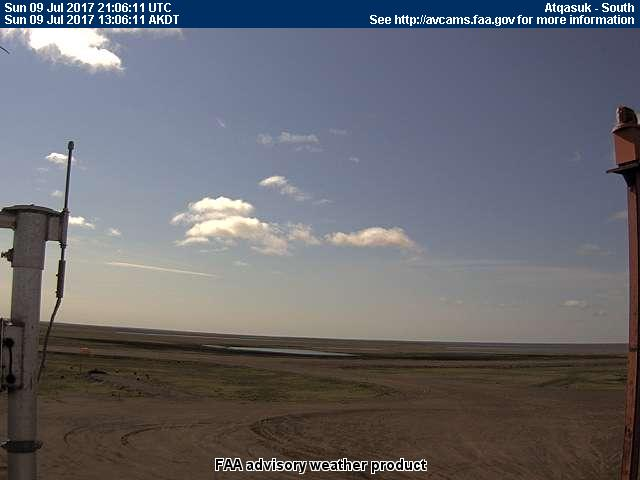 Sun 09 Jul 2017 21:06:11 UTC
Atqasuk - South
Sun 09 Jul 2017 13:06:11 AKDT
See http://avcams.faa.gov for more information
FAA advisory weather product